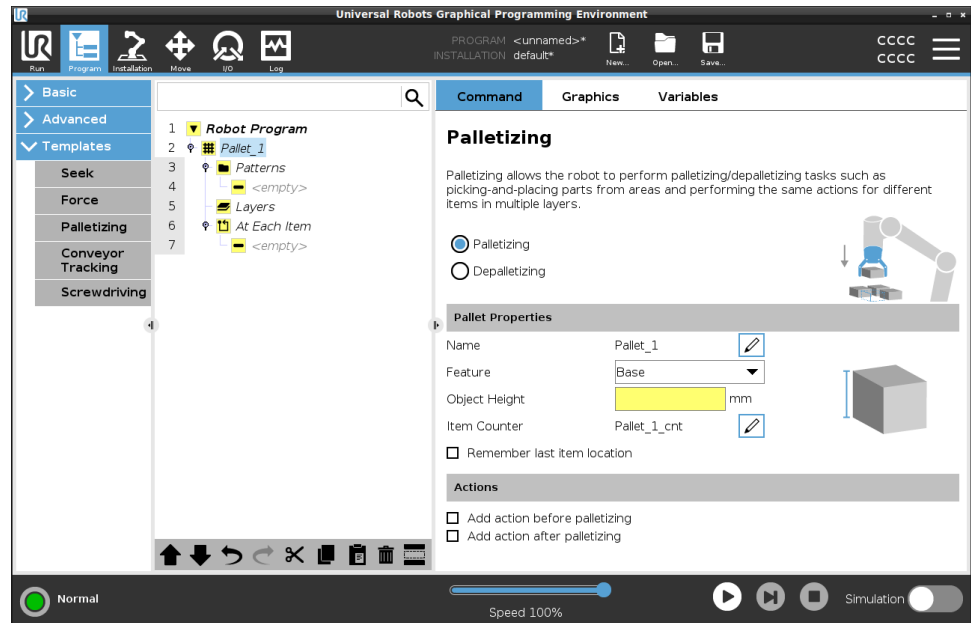 Universal Robots Graphical Programming Environment
Run
Program
Installation
Move
I/O
Log
PROGRAM <unnamed>*
INSTALLATION default*
New...
Open...
Save...
CCCC
CCCC
Basic
Advanced
Templates
Seek
Force
Palletizing
Conveyor
Tracking
Screwdriving
1 Robot Program
2 Pallet_1
3 Patterns
4 <empty>
5 Layers
6 At Each Item
7 <empty>
Command Graphics Variables
Palletizing
Palletizing allows the robot to perform palletizing/depalletizing tasks such as
picking-and-placing parts from areas and performing the same actions for different
items in multiple layers.
Palletizing
Depalletizing
Pallet Properties
Name Pallet_1
Feature Base
Object Height mm
Item Counter Pallet_1_cnt
Remember last item location
Actions
Add action before palletizing
Add action after palletizing
Normal
Speed 100%
Simulation